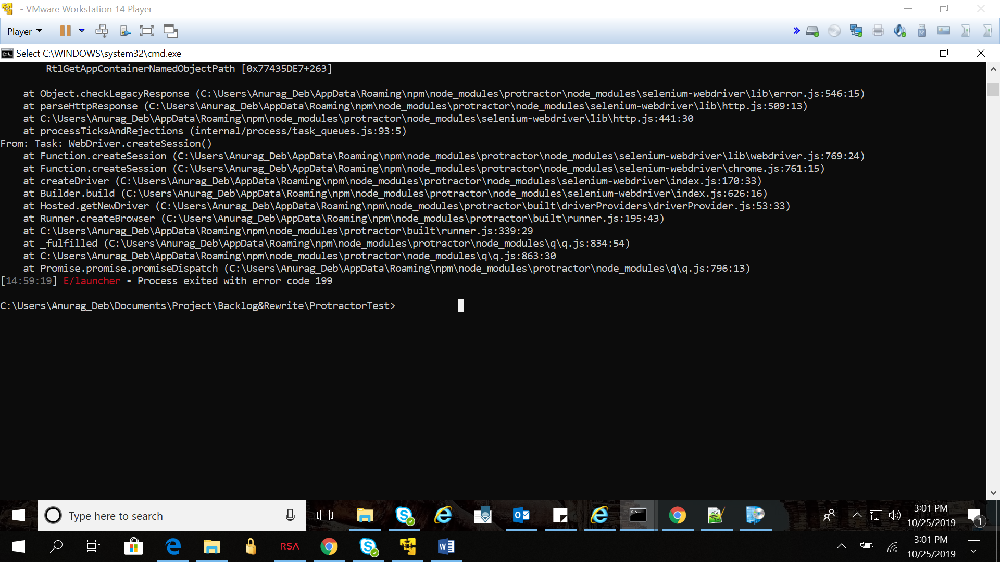 - VMware Workstation 14 Player
Player
Select C:\WINDOWS\system32\cmd.exe
RtlGetAppContainerNamedObjectPath [0x77435DE7+263]
at Object.checkLegacyResponse (C:\Users\Anurag_Deb\AppData\Roaming\npm\node_modules\protractor\node_modules\selenium-webdriver\lib\error.js:546:15)
at parseHttpResponse (C:\Users\Anurag_Deb\AppData\Roaming\npm\node_modules\protractor\node_modules\selenium-webdriver\lib\http.js:509:13)
at C:\Users\Anurag_Deb\AppData\Roaming\npm\node_modules\protractor\node_modules\selenium-webdriver\lib\http.js:441:30
at processTicksAndRejections (internal/process/task_queues.js:93:5)
From: Task: WebDriver.createSession()
at Function.createSession (C:\Users\Anurag_Deb\AppData\Roaming\npm\node_modules\protractor\node_modules\selenium-webdriver\lib\webdriver.js:769:24)
at Function.createSession (C:\Users\Anurag_Deb\AppData\Roaming\npm\node_modules\protractor\node_modules\selenium-webdriver\chrome.js:761:15)
at createDriver (C:\Users\Anurag_Deb\AppData\Roaming\npm\node_modules\protractor\node_modules\selenium-webdriver\index.js:170:33)
at Builder.build (C:\Users\Anurag_Deb\AppData\Roaming\npm\node_modules\protractor\node_modules\selenium-webdriver\index.js:626:16)
at Hosted.getNewDriver (C:\Users\Anurag_Deb\AppData\Roaming\npm\node_modules\protractor\built\driverProviders\driverProvider.js:53:33)
at Runner.createBrowser (C:\Users\Anurag_Deb\AppData\Roaming\npm\node_modules\protractor\built\runner.js:195:43)
at C:\Users\Anurag_Deb\AppData\Roaming\npm\node_modules\protractor\built\runner.js:339:29
at _fulfilled (C:\Users\Anurag_Deb\AppData\Roaming\npm\node_modules\protractor\node_modules\q\q.js:834:54)
at C:\Users\Anurag_Deb\AppData\Roaming\npm\node_modules\protractor\node_modules\q\q.js:863:30
at Promise.promise.promiseDispatch (C:\Users\Anurag_Deb\AppData\Roaming\npm\node_modules\protractor\node_modules\q\q.js:796:13)
[14:59:19] E/launcher - Process exited with error code 199
C:\Users\Anurag_Deb\Documents\Project\Backlog&Rewrite\ProtractorTest>
Type here to search
3:01 PM
10/25/2019
1
RSA
3:01 PM
10/25/2019